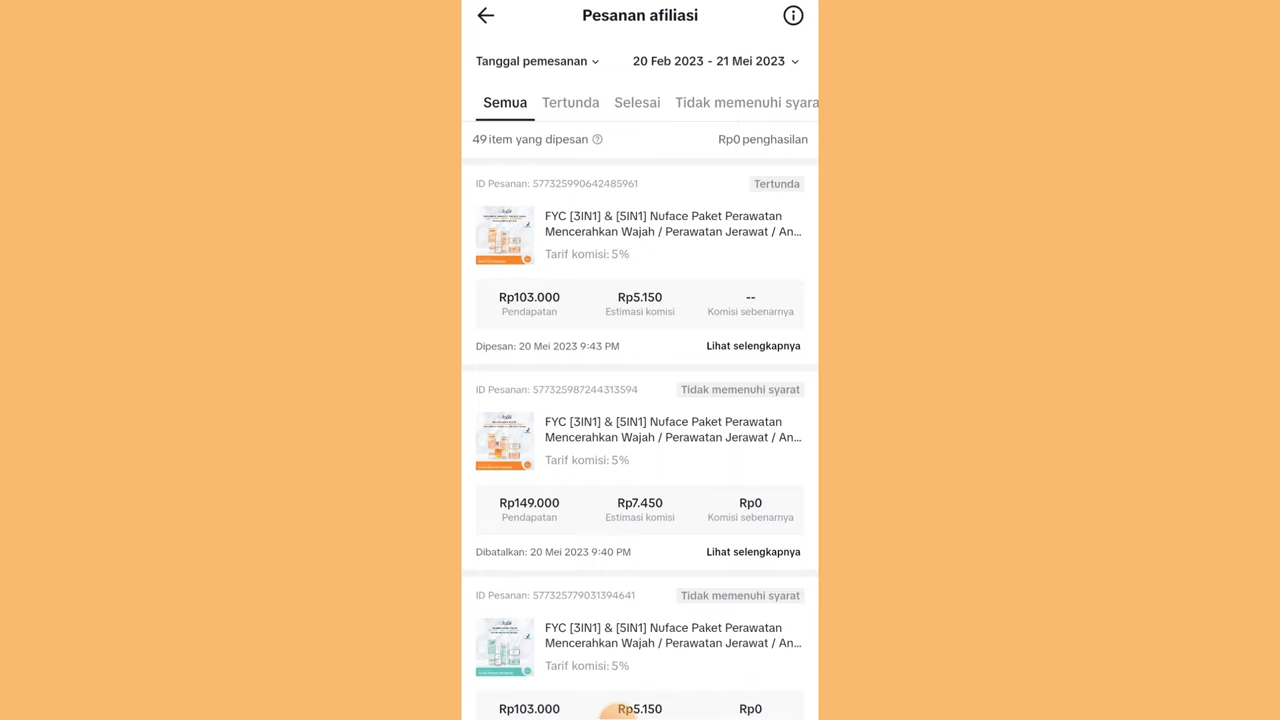 Pesanan afiliasi
Tanggal pemesanan
20 Feb 2023 - 21 Mei 2023
Semua
Tertunda
Selesai
Tidak memenuhi syara
49 item yang dipesan
Rp0 penghasilan
ID Pesanan: 577325990642485961
Tertunda
FYC [3IN1] & [5IN1] Nuface Paket Perawatan
Mencerahkan Wajah / Perawatan Jerawat / An...
Tarif komisi: 5%
Rp103.000
Rp5.150
--
Pendapatan
Estimasi komisi
Komisi sebenarnya
Dipesan: 20 Mei 2023 9:43 PM
Lihat selengkapnya
ID Pesanan: 577325987244313594
Tidak memenuhi syarat
FYC [3IN1] & [5IN1] Nuface Paket Perawatan
Mencerahkan Wajah / Perawatan Jerawat / An...
Tarif komisi: 5%
Rp149.000
Rp7.450
Rp0
Pendapatan
Estimasi komisi
Komisi sebenarnya
Dibatalkan: 20 Mei 2023 9:40 PM
Lihat selengkapnya
ID Pesanan: 577325779031394641
Tidak memenuhi syarat
FYC [3IN1] & [5IN1] Nuface Paket Perawatan
Mencerahkan Wajah / Perawatan Jerawat / An...
Tarif komisi: 5%
Rp103.000
Rp5.150
Rp0